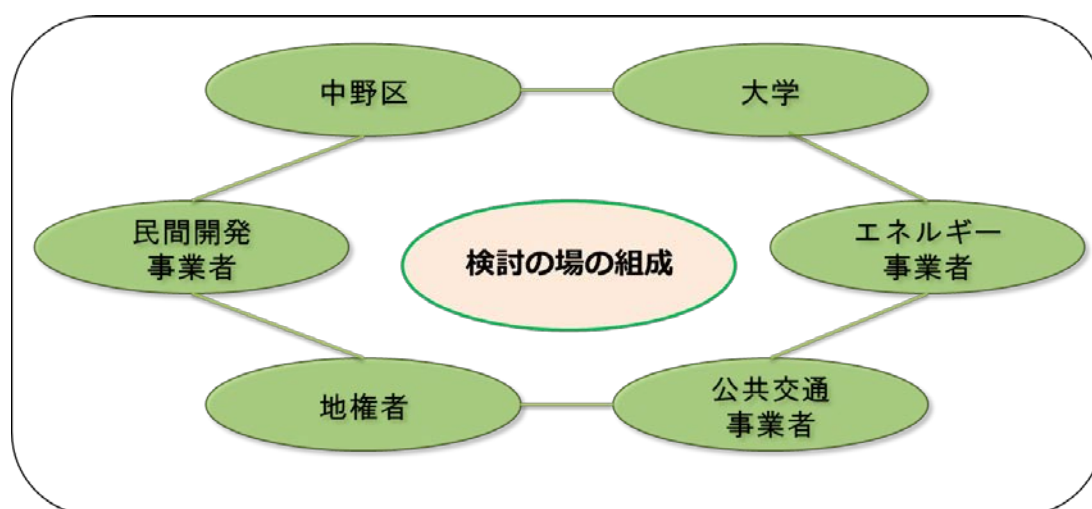 中野区
大学
民間開発
事業者
検討の場の組成
エネルギー
事業者
地権者
公共交通
事業者